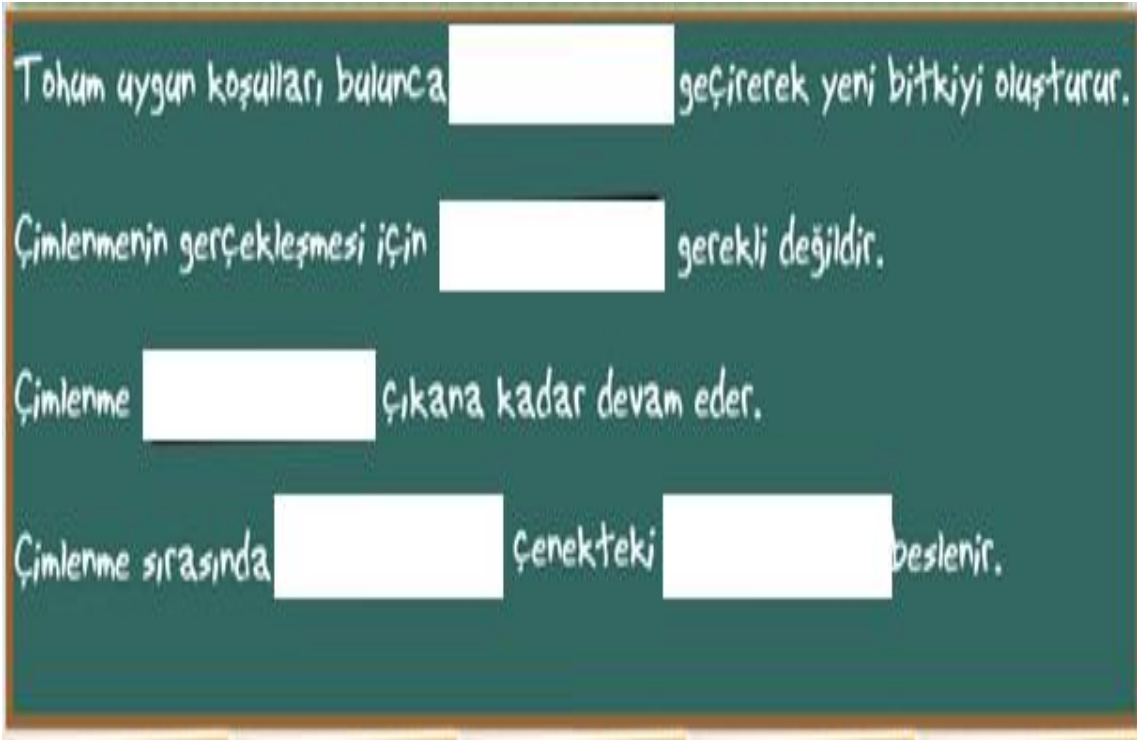 Tohum uygun koşulları bulunca geçirerek yeni bitkiyi oluşturur.
Çimlenmenin gerçekleşmesi için gerekli değildir.
Çimlenme çıkana kadar devam eder.
Çimlenme sırasında çenekteki beslenir.